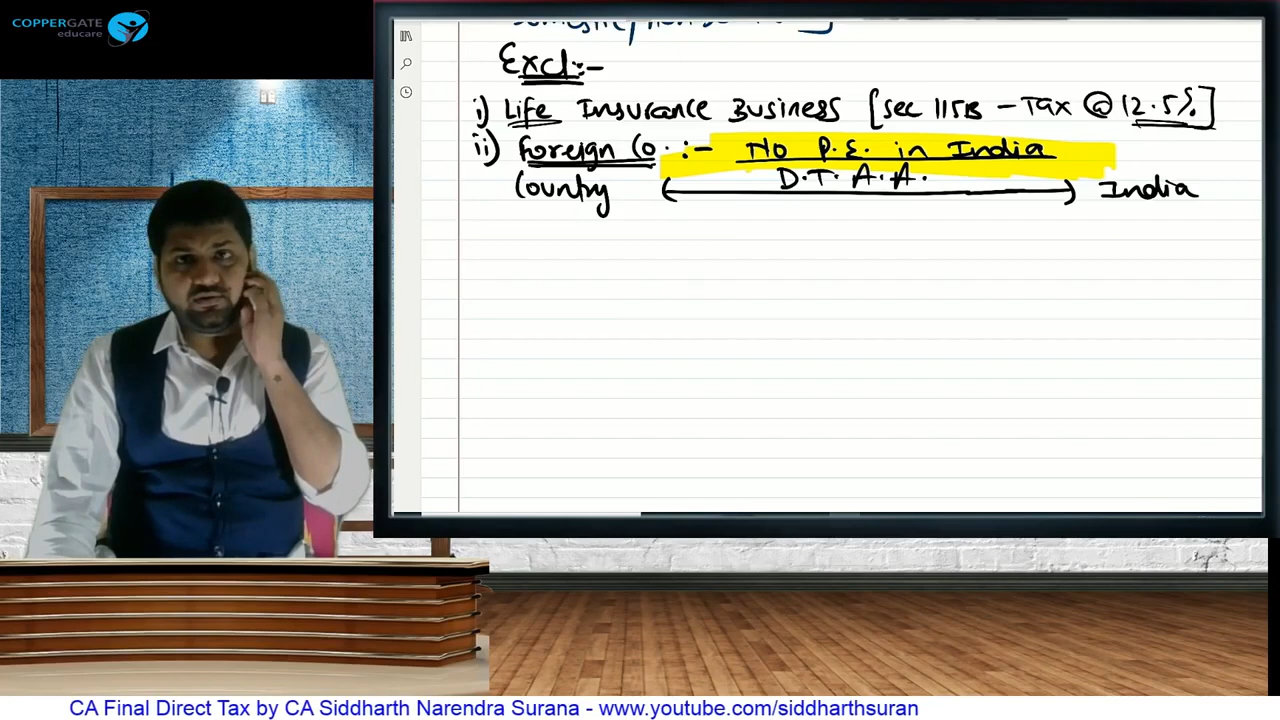 COPPERGATE
educare
Excl:-
i) Life Insurance Business [Sec 115B - Tax @ 12.5%]
ii) Foreign Co. :- No P.E. in India
Country D.T.A.A. India
CA Final Direct Tax by CA Siddharth Narendra Surana - www.youtube.com/siddharthsuran